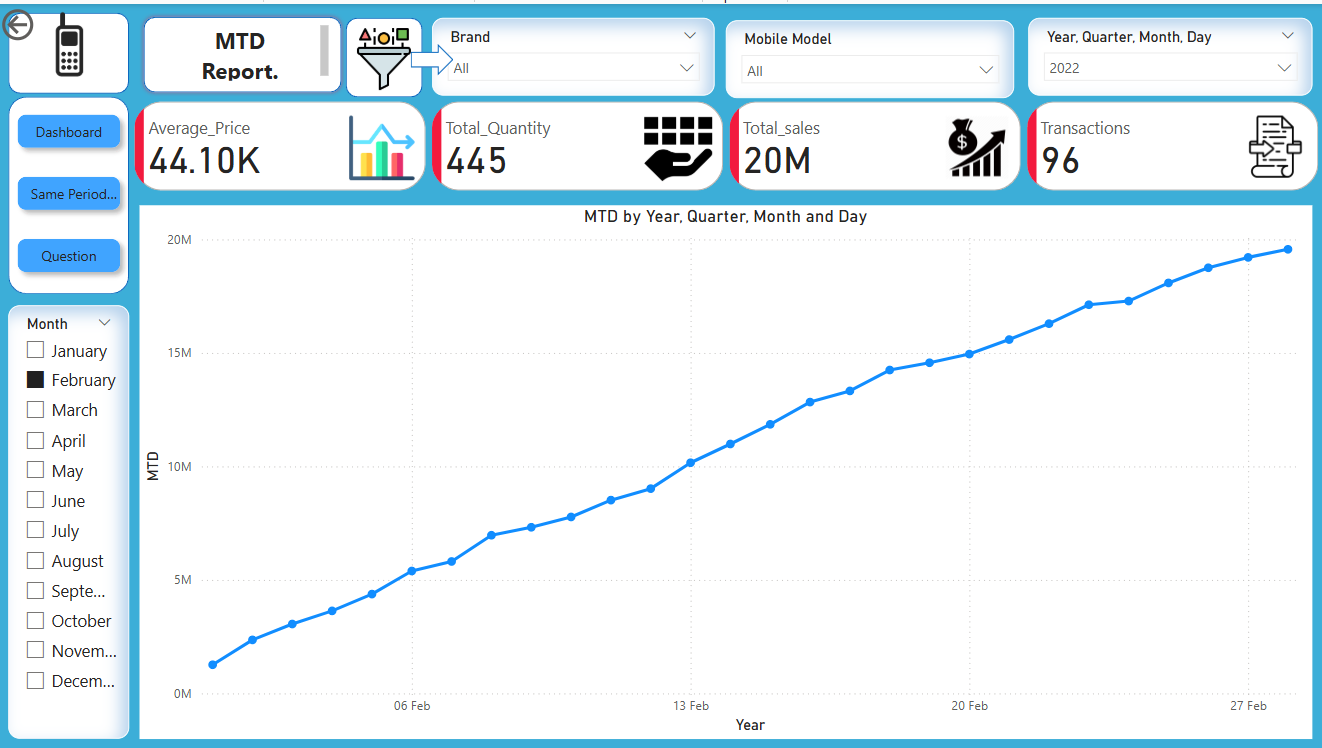 MTD
Report.
Brand
All
Mobile Model
All
Year, Quarter, Month, Day
2022
Dashboard
Same Period...
Question
Average_Price
44.10K
Total_Quantity
445
Total_sales
$
20M
Transactions
96
Month
January
February
March
April
May
June
July
August
Septe...
October
Novem...
Decem...
MTD by Year, Quarter, Month and Day
20M
15M
10M
5M
0M
MTD
06 Feb
13 Feb
20 Feb
27 Feb
Year